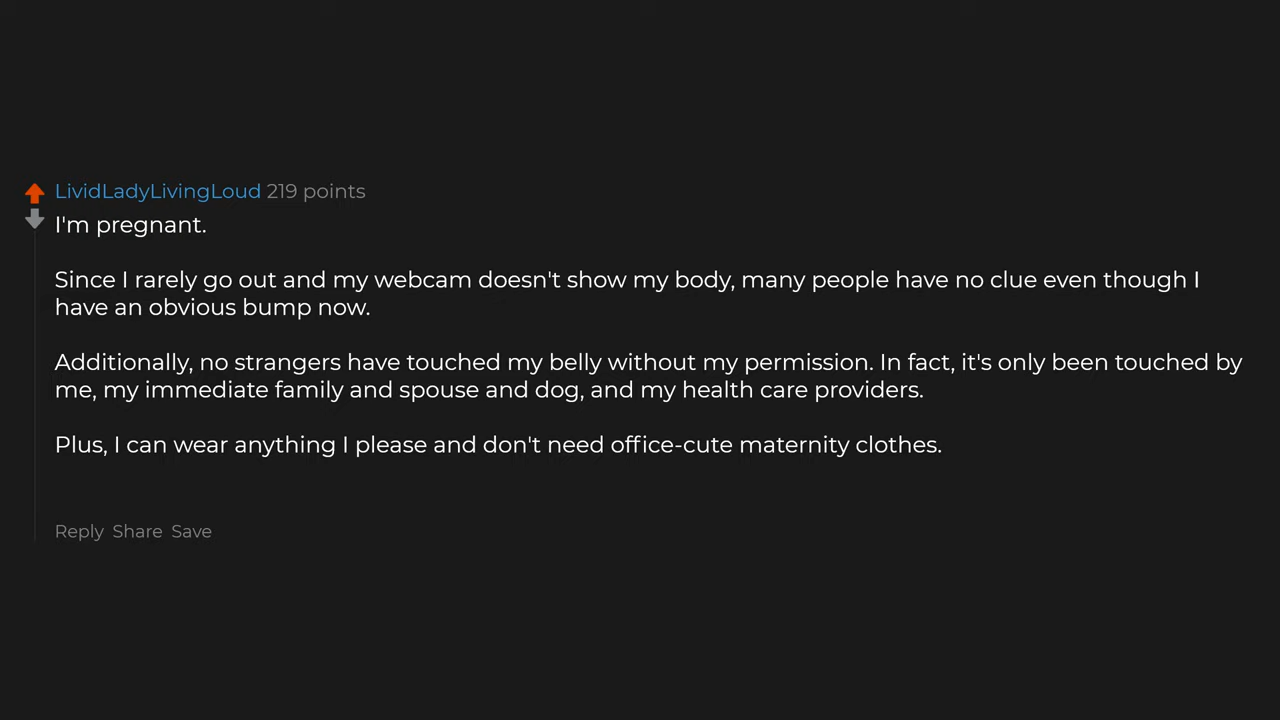 LividLadyLivingLoud 219 points
I'm pregnant.
Since I rarely go out and my webcam doesn't show my body, many people have no clue even though I
have an obvious bump now.
Additionally, no strangers have touched my belly without my permission. In fact, it's only been touched by
me, my immediate family and spouse and dog, and my health care providers.
Plus, I can wear anything I please and don't need office-cute maternity clothes.
Reply Share Save